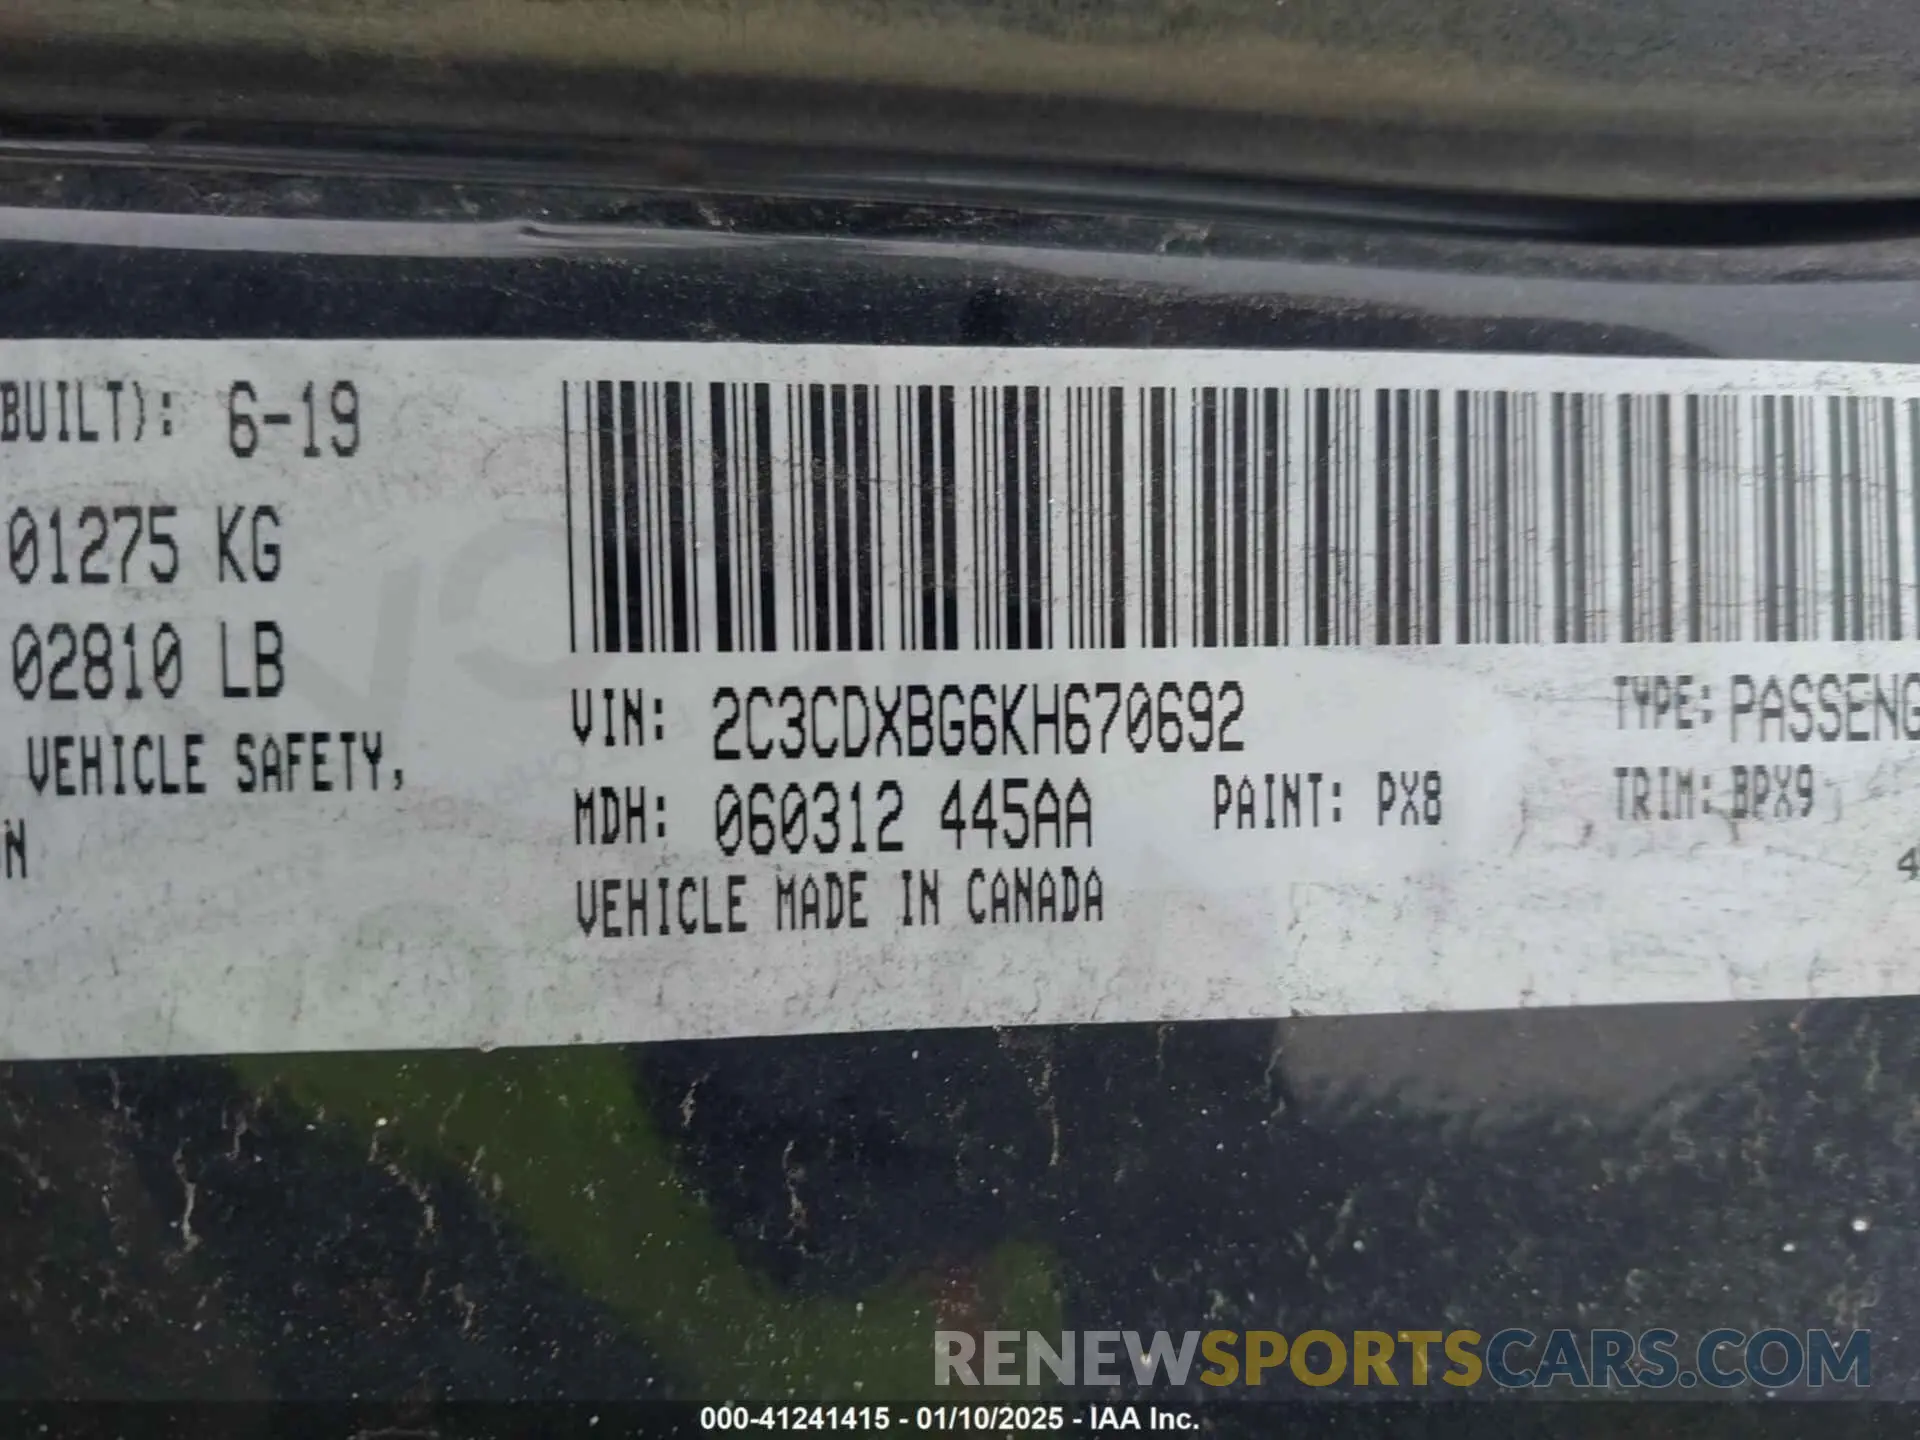 BUILT): 6-19
01275 KG
02810 LB
VEHICLE SAFETY,
N
VIN: 2C3CDXBG6KH670692 TYPE: PASSENG
MDH: 060312 445AA PAINT: PX8 TRIM: BPX9
4
VEHICLE MADE IN CANADA
RENEWSPORTSCARS.COM
000-41241415 - 01/10/2025 - IAA Inc.